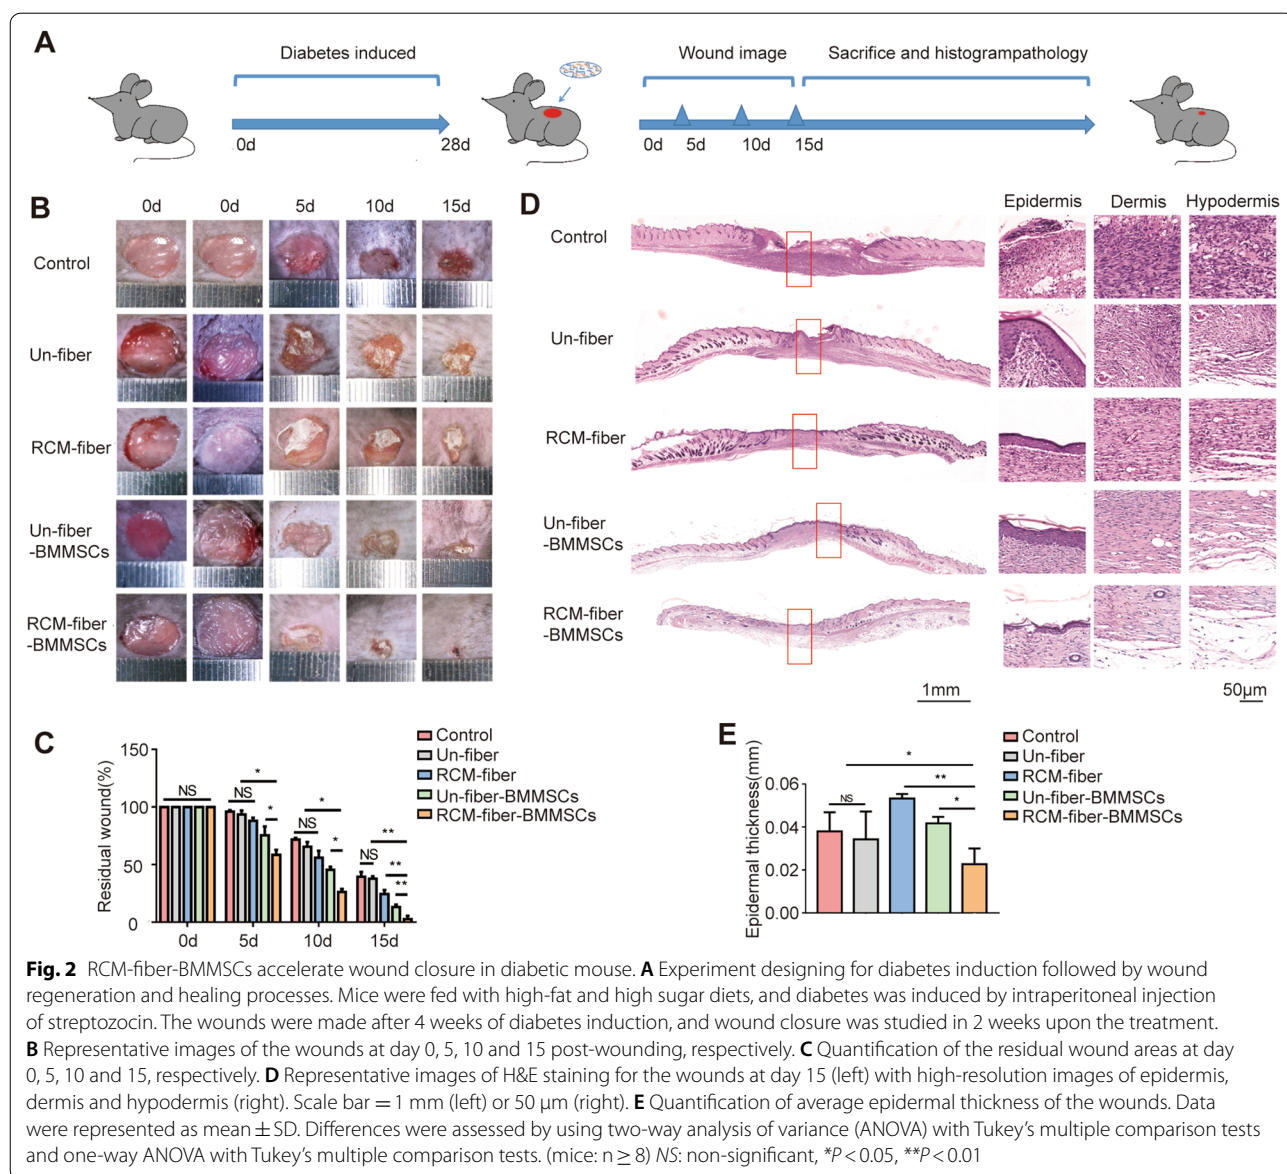 A
Diabetes induced
Wound image
Sacrifice and histogrampathology
0d
28d
0d
5d
10d
15d
B
0d
0d
5d
10d
15d
Control
Un-fiber
RCM-fiber
Un-fiber
-BMMSCs
RCM-fiber
-BMMSCs
D
Epidermis
Dermis
Hypodermis
Control
Un-fiber
RCM-fiber
Un-fiber
-BMMSCs
RCM-fiber
-BMMSCs
1mm
50μm
C
Residual wound(%)
150
100
50
0
NS
NS
*
*
NS
*
*
NS
**
**
**
0d
5d
10d
15d
Control
Un-fiber
RCM-fiber
Un-fiber-BMMSCs
RCM-fiber-BMMSCs
E
Epidermal thickness(mm)
0.06
0.04
0.02
0.00
NS
*
**
*
Control
Un-fiber
RCM-fiber
Un-fiber-BMMSCs
RCM-fiber-BMMSCs
Fig. 2 RCM-fiber-BMMSCs accelerate wound closure in diabetic mouse. A Experiment designing for diabetes induction followed by wound
regeneration and healing processes. Mice were fed with high-fat and high sugar diets, and diabetes was induced by intraperitoneal injection
of streptozocin. The wounds were made after 4 weeks of diabetes induction, and wound closure was studied in 2 weeks upon the treatment.
B Representative images of the wounds at day 0, 5, 10 and 15 post-wounding, respectively. C Quantification of the residual wound areas at day
0, 5, 10 and 15, respectively. D Representative images of H&E staining for the wounds at day 15 (left) with high-resolution images of epidermis,
dermis and hypodermis (right). Scale bar = 1 mm (left) or 50 μm (right). E Quantification of average epidermal thickness of the wounds. Data
were represented as mean ± SD. Differences were assessed by using two-way analysis of variance (ANOVA) with Tukey's multiple comparison tests
and one-way ANOVA with Tukey's multiple comparison tests. (mice: n ≥ 8) NS: non-significant, *P < 0.05, **P < 0.01